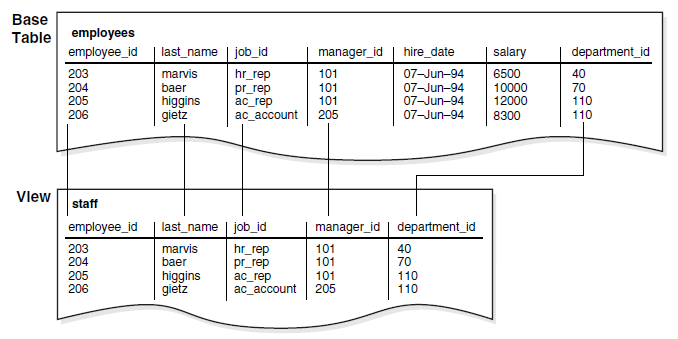 Base
Table
employees
employee_id last_name job_id manager_id hire_date salary department_id
203 marvis hr_rep 101 07–Jun–94 6500 40
204 baer pr_rep 101 07–Jun–94 10000 70
205 higgins ac_rep 101 07–Jun–94 12000 110
206 gietz ac_account 205 07–Jun–94 8300 110
View
staff
employee_id last_name job_id manager_id department_id
203 marvis hr_rep 101 40
204 baer pr_rep 101 70
205 higgins ac_rep 101 110
206 gietz ac_account 205 110